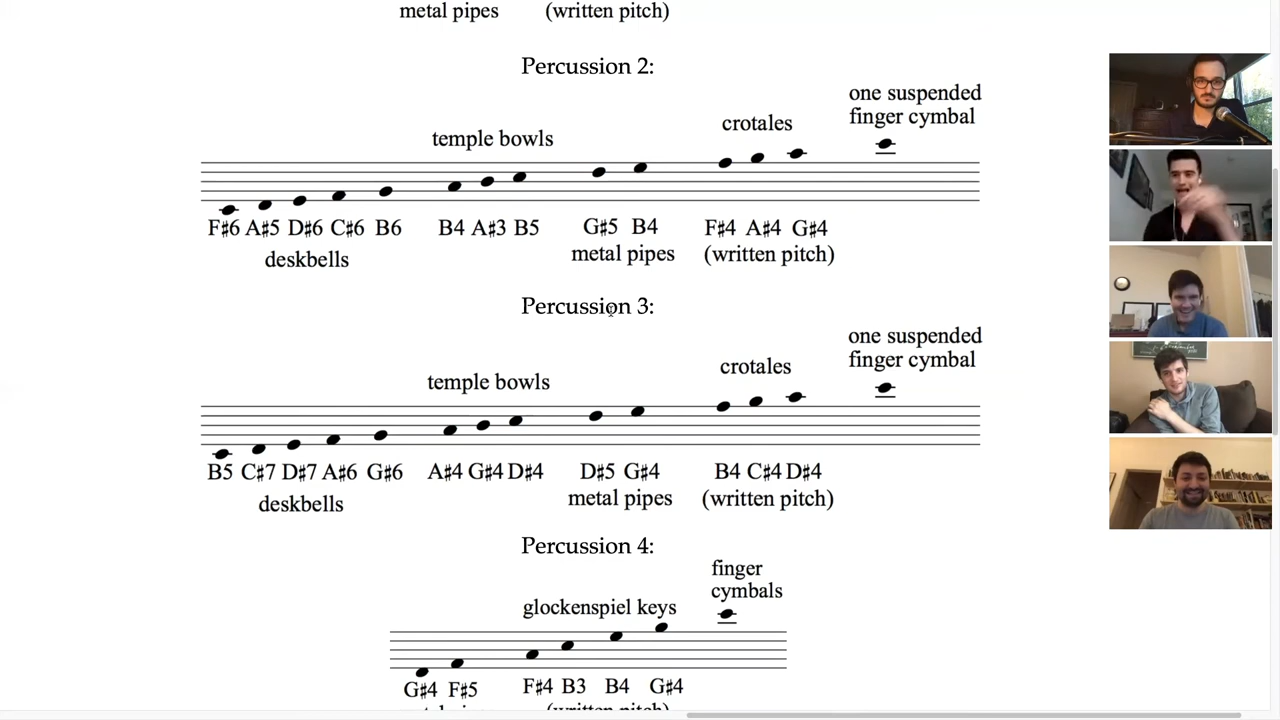 metal pipes (written pitch)
Percussion 2:
one suspended
finger cymbal
crotales
temple bowls
F♯6 A♯5 D♯6 C♯6 B6 B4 A♯3 B5 G♯5 B4 F♯4 A♯4 G♯4
deskbells metal pipes (written pitch)
Percussion 3:
one suspended
finger cymbal
crotales
temple bowls
B5 C♯7 D♯7 A♯6 G♯6 A♯4 G♯4 D♯4 D♯5 G♯4 B4 C♯4 D♯4
deskbells metal pipes (written pitch)
Percussion 4:
finger
cymbals
glockenspiel keys
G♯4 F♯5 F♯4 B3 B4 G♯4
(written pitch)